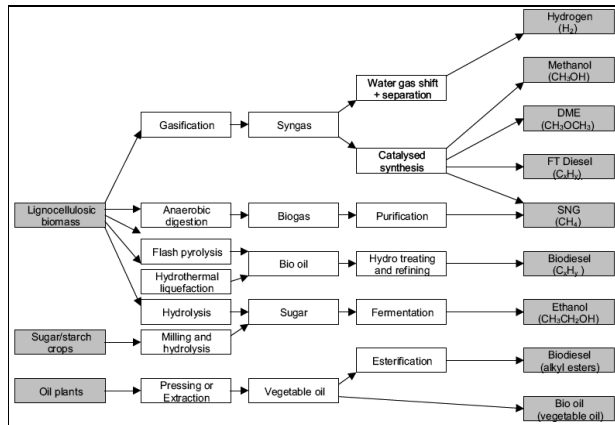 Hydrogen
(H₂)
Methanol
(CH3OH)
Water gas shift
+ separation
DME
(CH3OCH3)
Gasification
Syngas
Catalysed
synthesis
FT Diesel
(CₓHᵧ)
Lignocellulosic
biomass
Anaerobic
digestion
Biogas
Purification
SNG
(CH₄)
Flash pyrolysis
Hydrothermal
liquefaction
Bio oil
Hydro treating
and refining
Biodiesel
(CₓHᵧ )
Hydrolysis
Sugar
Fermentation
Ethanol
(CH3CH2OH)
Sugar/starch
crops
Milling and
hydrolysis
Esterification
Biodiesel
(alkyl esters)
Oil plants
Pressing or
Extraction
Vegetable oil
Bio oil
(vegetable oil)